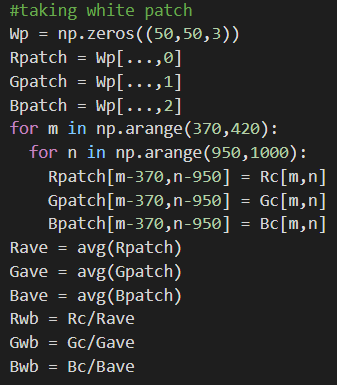 #taking white patch
Wp = np.zeros((50,50,3))
Rpatch = Wp[...,0]
Gpatch = Wp[...,1]
Bpatch = Wp[...,2]
for m in np.arange(370,420):
  for n in np.arange(950,1000):
    Rpatch[m-370,n-950] = Rc[m,n]
    Gpatch[m-370,n-950] = Gc[m,n]
    Bpatch[m-370,n-950] = Bc[m,n]
Rave = avg(Rpatch)
Gave = avg(Gpatch)
Bave = avg(Bpatch)
Rwb = Rc/Rave
Gwb = Gc/Gave
Bwb = Bc/Bave